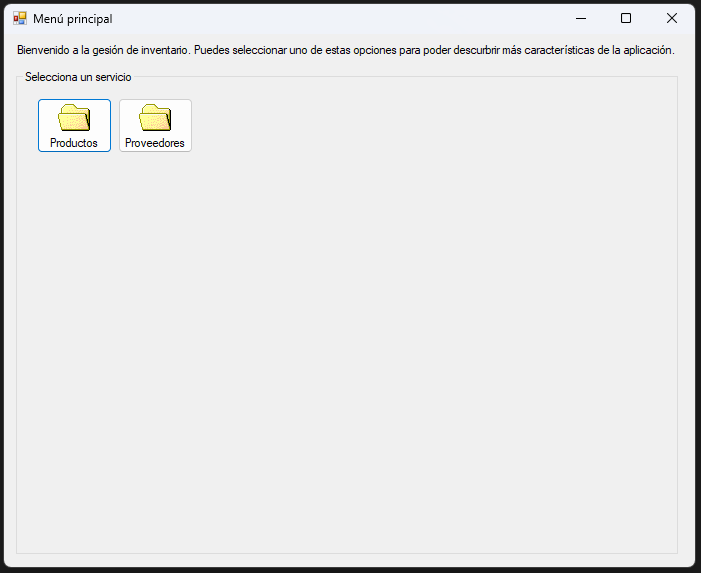 Menú principal
Bienvenido a la gesión de inventario. Puedes seleccionar uno de estas opciones para poder descurbrir más características de la aplicación.
Selecciona un servicio
Productos
Proveedores